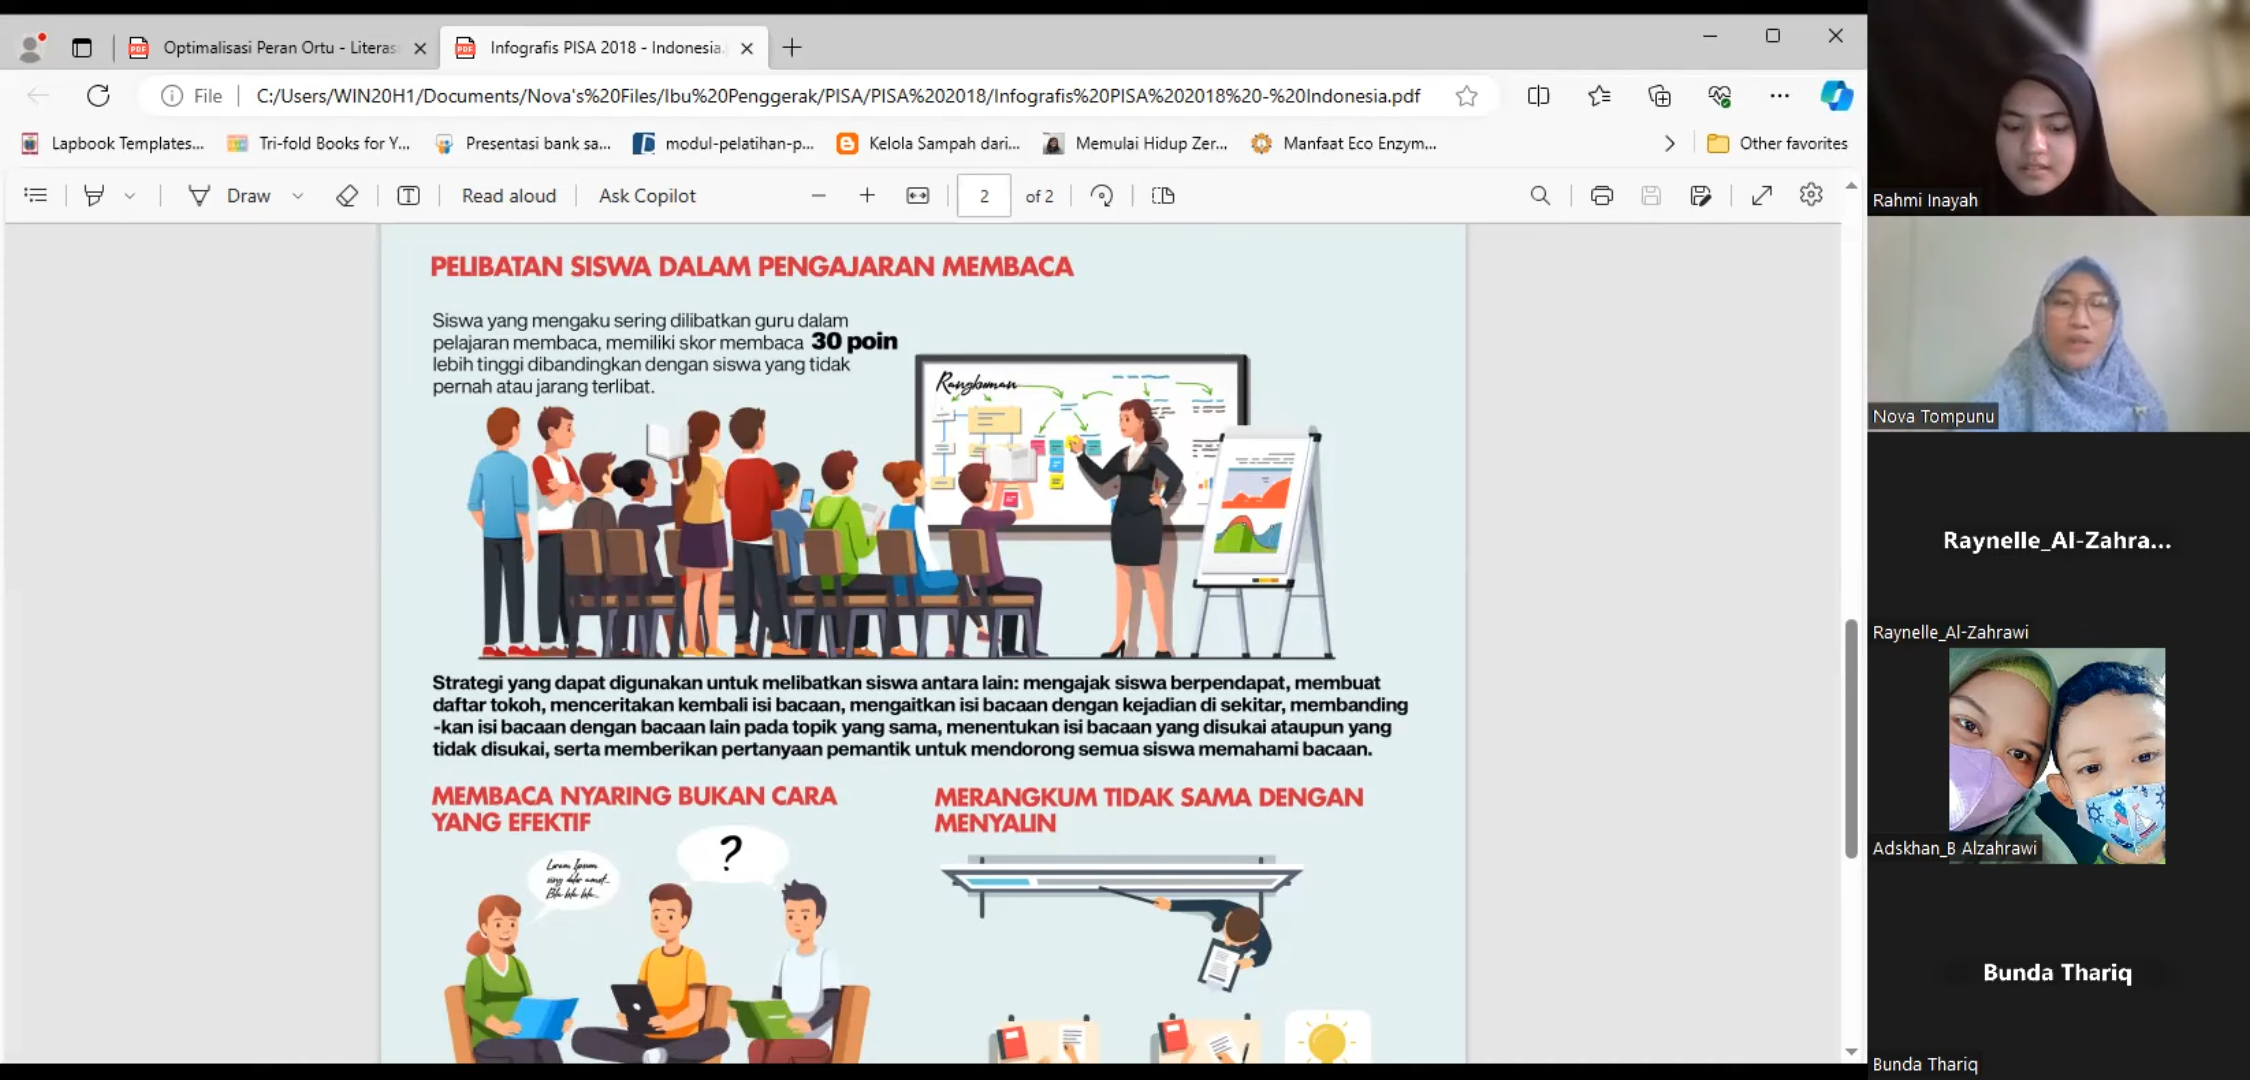 Optimalisasi Peran Ortu - Literas
Infografis PISA 2018 - Indonesia.
File
C:/Users/WIN20H1/Documents/Nova's%20Files/Ibu%20Penggerak/PISA/PISA%202018/Infografis%20PISA%202018%20-%20Indonesia.pdf
Lapbook Templates...
Tri-fold Books for Y...
Presentasi bank sa...
modul-pelatihan-p...
Kelola Sampah dari...
Memulai Hidup Zer...
Manfaat Eco Enzym...
Other favorites
Draw
Read aloud
Ask Copilot
2
of 2
PELIBATAN SISWA DALAM PENGAJARAN MEMBACA
Siswa yang mengaku sering dilibatkan guru dalam
pelajaran membaca, memiliki skor membaca 30 poin
lebih tinggi dibandingkan dengan siswa yang tidak
pernah atau jarang terlibat.
Rangkuman
Strategi yang dapat digunakan untuk melibatkan siswa antara lain: mengajak siswa berpendapat, membuat
daftar tokoh, menceritakan kembali isi bacaan, mengaitkan isi bacaan dengan kejadian di sekitar, membanding
-kan isi bacaan dengan bacaan lain pada topik yang sama, menentukan isi bacaan yang disukai ataupun yang
tidak disukai, serta memberikan pertanyaan pemantik untuk mendorong semua siswa memahami bacaan.
MEMBACA NYARING BUKAN CARA
YANG EFEKTIF
Lorem Ipsum
Bla bla bla...
?
MERANGKUM TIDAK SAMA DENGAN
MENYALIN
Rahmi Inayah
Nova Tompunu
Raynelle_Al-Zahra...
Raynelle_Al-Zahrawi
Adskhan_B Alzahrawi
Bunda Thariq
Bunda Thariq